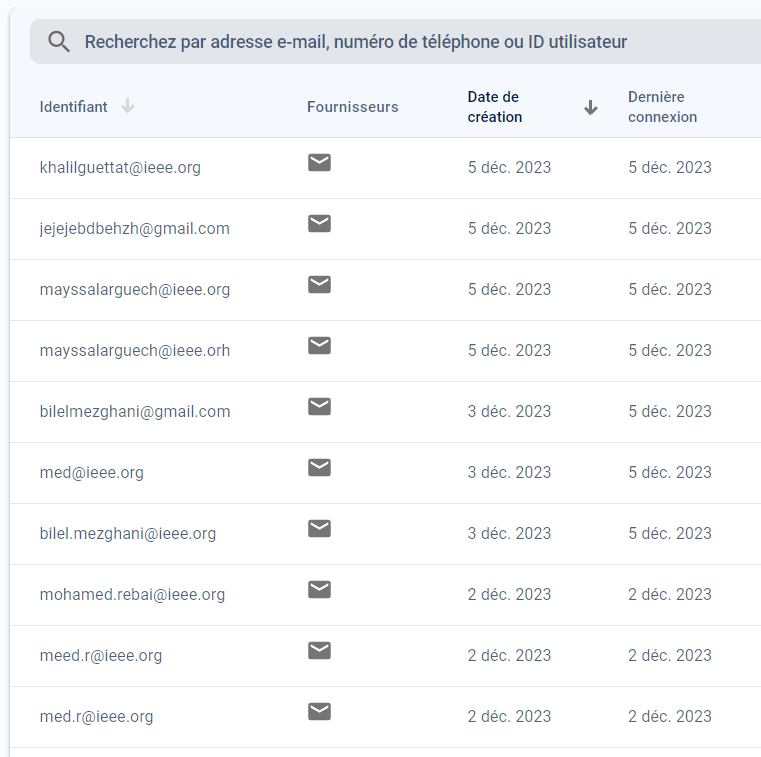 Recherchez par adresse e-mail, numéro de téléphone ou ID utilisateur
Identifiant Fournisseurs Date de création Dernière connexion
khalilguettat@ieee.org 5 déc. 2023 5 déc. 2023
jejejebdbehzh@gmail.com 5 déc. 2023 5 déc. 2023
mayssalarguech@ieee.org 5 déc. 2023 5 déc. 2023
mayssalarguech@ieee.orh 5 déc. 2023 5 déc. 2023
bilelmezghani@gmail.com 3 déc. 2023 5 déc. 2023
med@ieee.org 3 déc. 2023 5 déc. 2023
bilel.mezghani@ieee.org 3 déc. 2023 5 déc. 2023
mohamed.rebai@ieee.org 2 déc. 2023 2 déc. 2023
meed.r@ieee.org 2 déc. 2023 2 déc. 2023
med.r@ieee.org 2 déc. 2023 2 déc. 2023